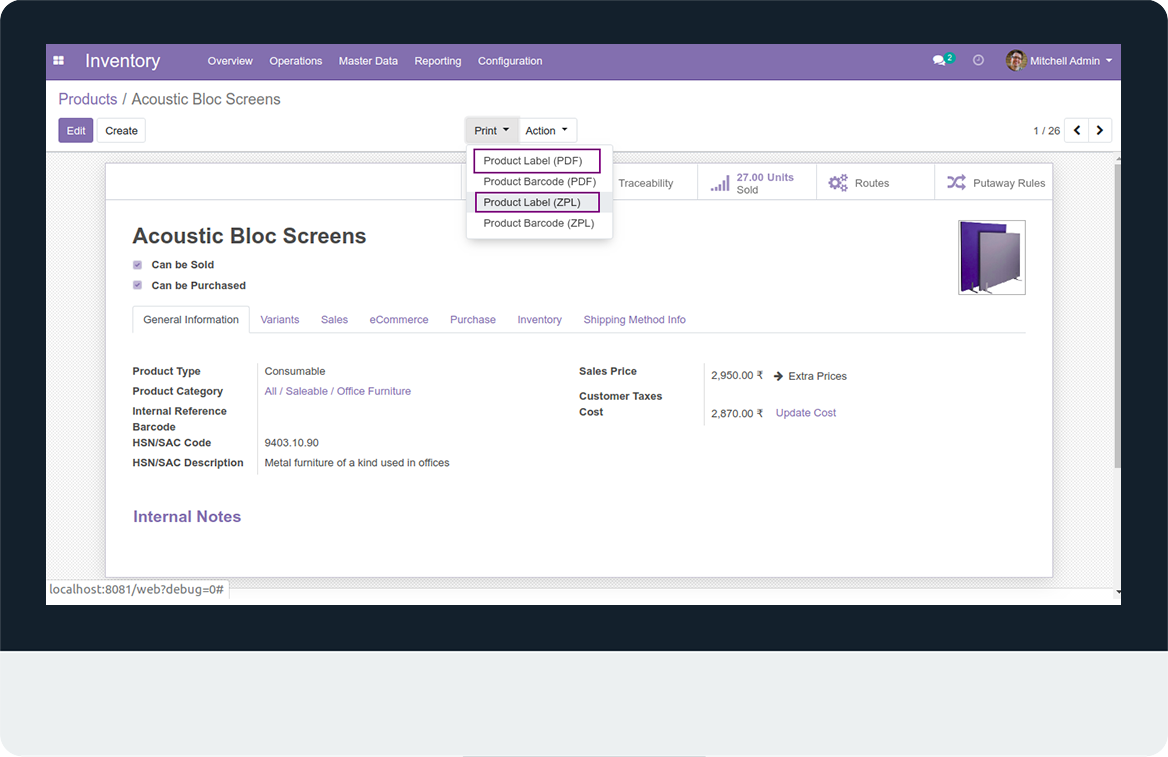 Inventory Overview Operations Master Data Reporting Configuration 2 Mitchell Admin
Products / Acoustic Bloc Screens
Edit Create Print Action 1 / 26
Product Label (PDF)
Product Barcode (PDF)
Product Label (ZPL)
Product Barcode (ZPL)
Traceability
27.00 Units
Sold
Routes
Putaway Rules
Acoustic Bloc Screens
Can be Sold
Can be Purchased
General Information Variants Sales eCommerce Purchase Inventory Shipping Method Info
Product Type Consumable
Product Category All / Saleable / Office Furniture
Internal Reference
Barcode
HSN/SAC Code 9403.10.90
HSN/SAC Description Metal furniture of a kind used in offices
Sales Price 2,950.00 ₹ Extra Prices
Customer Taxes
Cost 2,870.00 ₹ Update Cost
Internal Notes
localhost:8081/web?debug=0#